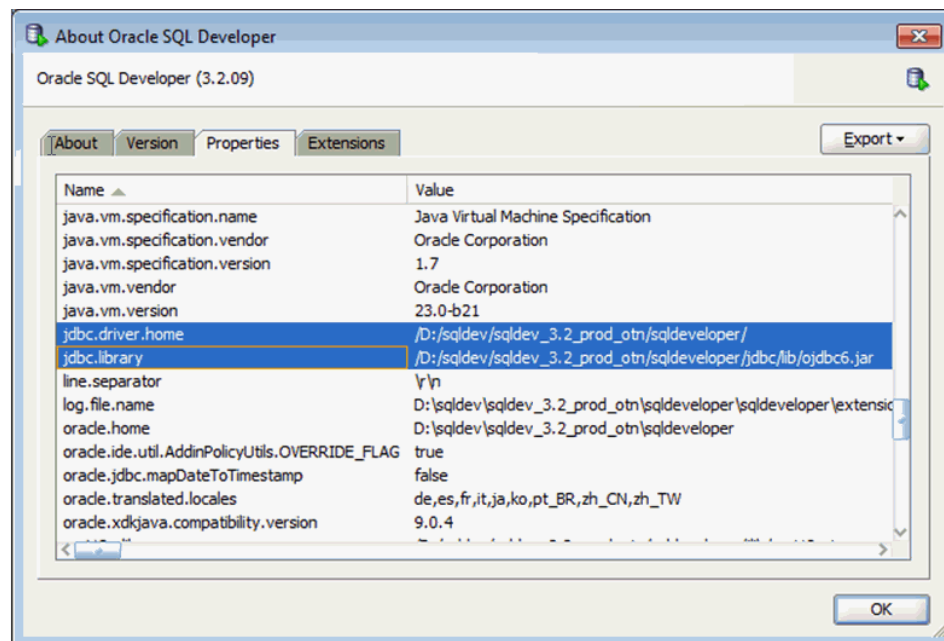 About Oracle SQL Developer
Oracle SQL Developer (3.2.09)
About Version Properties Extensions Export
Name Value
java.vm.specification.name Java Virtual Machine Specification
java.vm.specification.vendor Oracle Corporation
java.vm.specification.version 1.7
java.vm.vendor Oracle Corporation
java.vm.version 23.0-b21
jdbc.driver.home /D:/sqldev/sqldev_3.2_prod_otn/sqldeveloper/
jdbc.library /D:/sqldev/sqldev_3.2_prod_otn/sqldeveloper/jdbc/lib/ojdbc6.jar
line.separator \r\n
log.file.name D:\sqldev\sqldev_3.2_prod_otn\sqldeveloper\sqldeveloper\extensic
oracle.home D:\sqldev\sqldev_3.2_prod_otn\sqldeveloper
oracle.ide.util.AddinPolicyUtils.OVERRIDE_FLAG true
oracle.jdbc.mapDateToTimestamp false
oracle.translated.locales de,es,fr,it,ja,ko,pt_BR,zh_CN,zh_TW
oracle.xdkjava.compatibility.version 9.0.4
OK